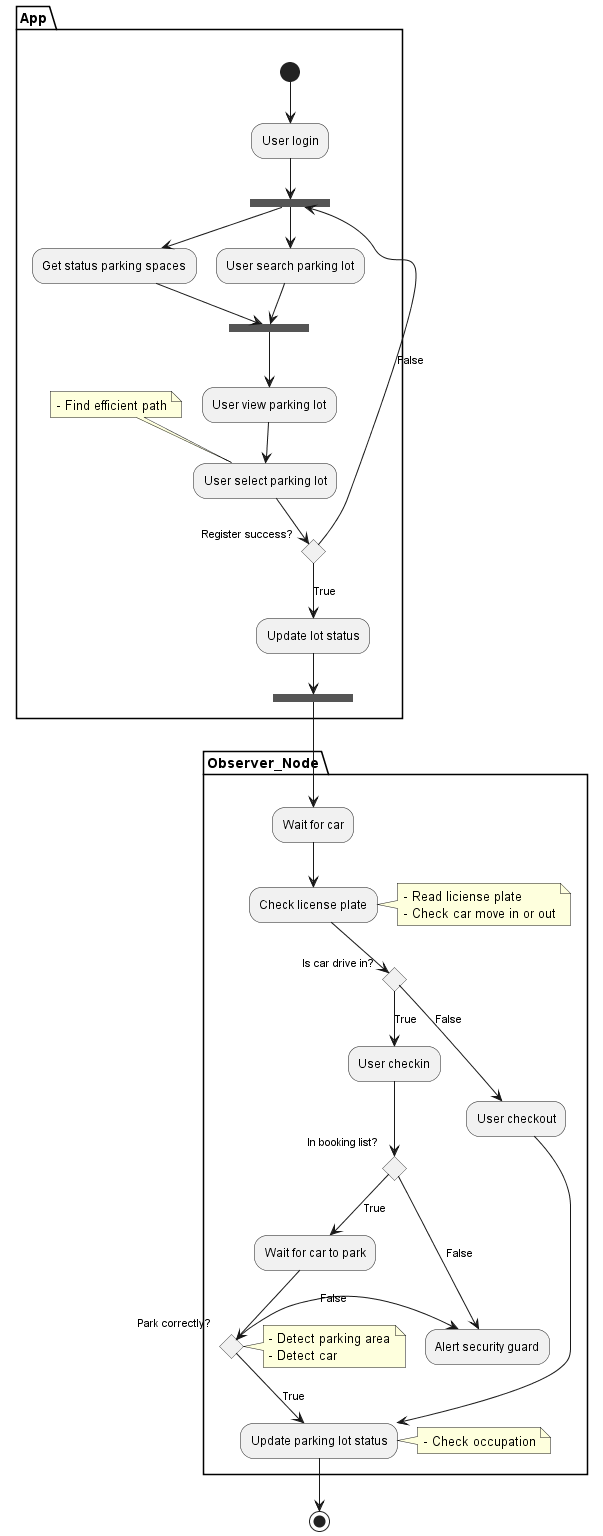 App
User login
Get status parking spaces
User search parking lot
False
- Find efficient path
User view parking lot
User select parking lot
Register success?
True
Update lot status
Observer_Node
Wait for car
Check license plate
- Read liciense plate
- Check car move in or out
Is car drive in?
True
False
User checkin
User checkout
In booking list?
True
False
Wait for car to park
False
Park correctly?
- Detect parking area
- Detect car
Alert security guard
True
Update parking lot status
- Check occupation